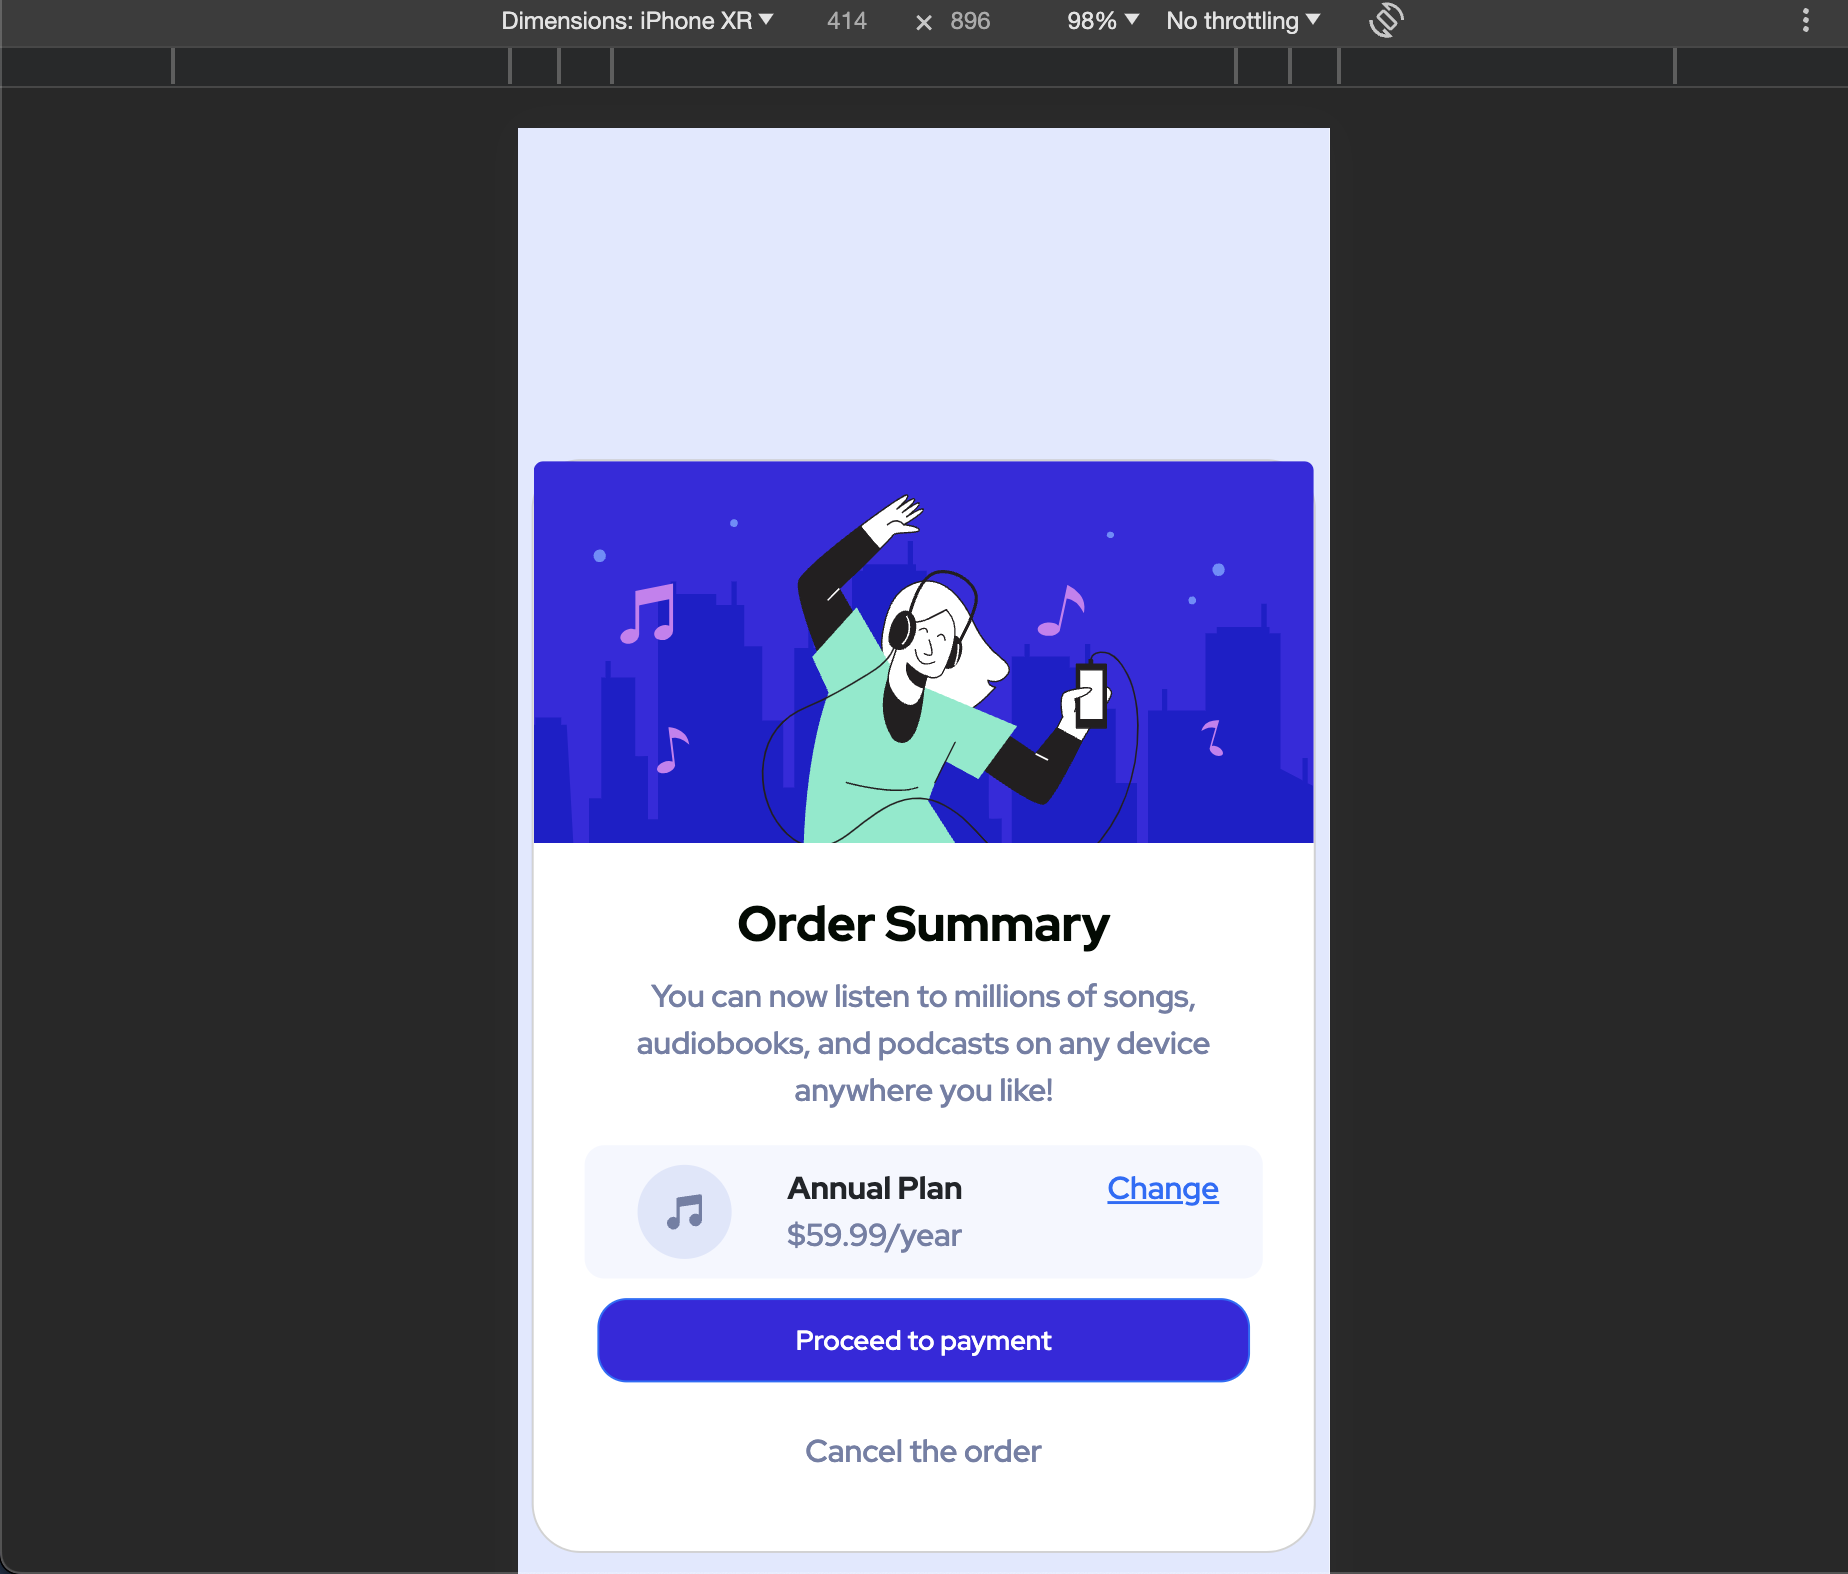 Dimensions: iPhone XR 414 × 896 98% No throttling
Order Summary
You can now listen to millions of songs,
audiobooks, and podcasts on any device
anywhere you like!
Annual Plan Change
$59.99/year
Proceed to payment
Cancel the order